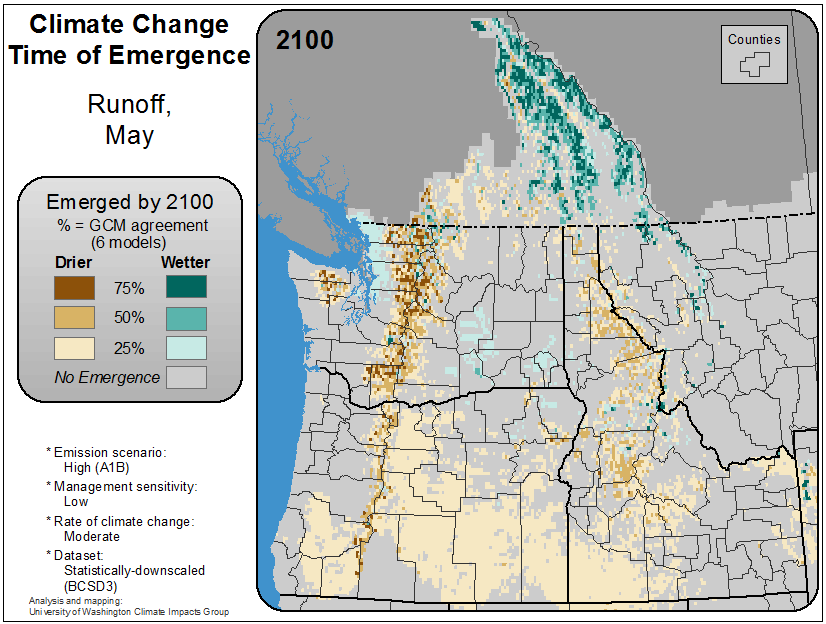 Climate Change
Time of Emergence
Runoff,
May
Emerged by 2100
% = GCM agreement
(6 models)
Drier Wetter
75%
50%
25%
No Emergence
* Emission scenario:
High (A1B)
* Management sensitivity:
Low
* Rate of climate change:
Moderate
* Dataset:
Statistically-downscaled
(BCSD3)
Analysis and mapping:
University of Washington Climate Impacts Group
2100
Counties